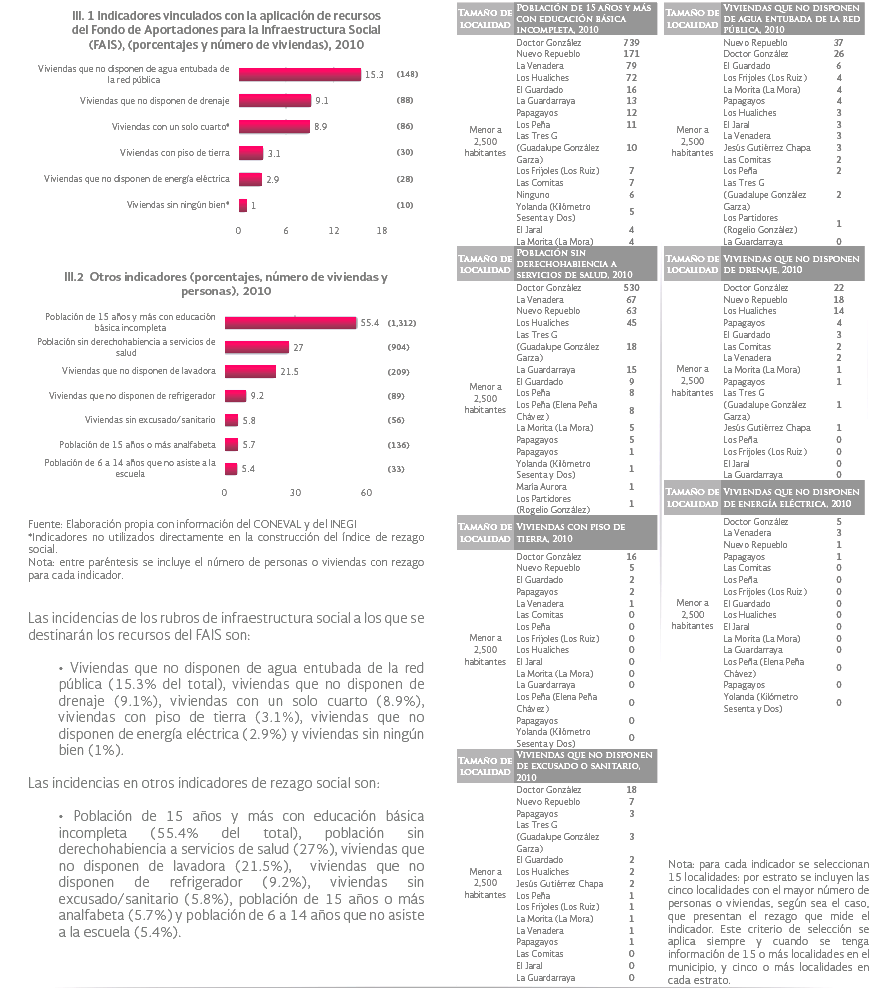 III. 1 Indicadores vinculados con la aplicación de recursos
del Fondo de Aportaciones para la Infraestructura Social
(FAIS), (porcentajes y número de viviendas), 2010
Viviendas que no disponen de agua entubada de
la red pública
15.3 (148)
Viviendas que no disponen de drenaje 9.1 (88)
Viviendas con un solo cuarto* 8.9 (86)
Viviendas con piso de tierra 3.1 (30)
Viviendas que no disponen de energía eléctrica 2.9 (28)
Viviendas sin ningún bien* 1 (10)
0 6 12 18
III.2 Otros indicadores (porcentajes, número de viviendas y
personas), 2010
Población de 15 años y más con educación
básica incompleta
55.4 (1,312)
Población sin derechohabiencia a servicios de
salud
27 (904)
Viviendas que no disponen de lavadora 21.5 (209)
Viviendas que no disponen de refrigerador 9.2 (89)
Viviendas sin excusado/sanitario 5.8 (56)
Población de 15 años o más analfabeta 5.7 (136)
Población de 6 a 14 años que no asiste a la
escuela
5.4 (33)
0 30 60
Fuente: Elaboración propia con información del CONEVAL y del INEGI
*Indicadores no utilizados directamente en la construcción del índice de rezago
social.
Nota: entre paréntesis se incluye el número de personas o viviendas con rezago
para cada indicador.
Las incidencias de los rubros de infraestructura social a los que se
destinarán los recursos del FAIS son:
• Viviendas que no disponen de agua entubada de la red
pública (15.3% del total), viviendas que no disponen de
drenaje (9.1%), viviendas con un solo cuarto (8.9%),
viviendas con piso de tierra (3.1%), viviendas que no
disponen de energía eléctrica (2.9%) y viviendas sin ningún
bien (1%).
Las incidencias en otros indicadores de rezago social son:
• Población de 15 años y más con educación básica
incompleta (55.4% del total), población sin
derechohabiencia a servicios de salud (27%), viviendas que
no disponen de lavadora (21.5%), viviendas que no
disponen de refrigerador (9.2%), viviendas sin
excusado/sanitario (5.8%), población de 15 años o más
analfabeta (5.7%) y población de 6 a 14 años que no asiste
a la escuela (5.4%).
TAMAÑO DE
LOCALIDAD
POBLACIÓN DE 15 AÑOS Y MÁS
CON EDUCACIÓN BÁSICA
INCOMPLETA, 2010
Menor a
2,500
habitantes
Doctor González 739
Nuevo Repueblo 171
La Venadera 79
Los Hualiches 72
El Guardado 16
La Guardarraya 13
Papagayos 12
Los Peña 11
Las Tres G
(Guadalupe González
Garza)
10
Los Frijoles (Los Ruiz) 7
Las Comitas 7
Ninguno 6
Yolanda (Kilómetro
Sesenta y Dos)
5
El Jaral 4
La Morita (La Mora) 4
TAMAÑO DE
LOCALIDAD
POBLACIÓN SIN
DERECHOHABIENCIA A
SERVICIOS DE SALUD, 2010
Menor a
2,500
habitantes
Doctor González 530
La Venadera 67
Nuevo Repueblo 63
Los Hualiches 45
Las Tres G
(Guadalupe González
Garza)
18
La Guardarraya 15
El Guardado 9
Los Peña 8
Los Peña (Elena Peña
Chávez)
8
La Morita (La Mora) 5
Papagayos 5
Papagayos 1
Yolanda (Kilómetro
Sesenta y Dos)
1
María Aurora 1
Los Partidores
(Rogelio González)
1
TAMAÑO DE
LOCALIDAD
VIVIENDAS CON PISO DE
TIERRA, 2010
Menor a
2,500
habitantes
Doctor González 16
Nuevo Repueblo 5
El Guardado 2
Papagayos 2
La Venadera 1
Las Comitas 0
Los Peña 0
Los Frijoles (Los Ruiz) 0
Los Hualiches 0
El Jaral 0
La Morita (La Mora) 0
La Guardarraya 0
Los Peña (Elena Peña
Chávez)
0
Papagayos 0
Yolanda (Kilómetro
Sesenta y Dos)
0
TAMAÑO DE
LOCALIDAD
VIVIENDAS QUE NO DISPONEN
DE EXCUSADO O SANITARIO,
2010
Menor a
2,500
habitantes
Doctor González 18
Nuevo Repueblo 7
Papagayos 3
Las Tres G
(Guadalupe González
Garza)
3
El Guardado 2
Los Hualiches 2
Jesús Gutiérrez Chapa 2
Los Peña 1
Los Frijoles (Los Ruiz) 1
La Morita (La Mora) 1
La Venadera 1
Papagayos 1
Las Comitas 0
El Jaral 0
La Guardarraya 0
TAMAÑO DE
LOCALIDAD
VIVIENDAS QUE NO DISPONEN
DE AGUA ENTUBADA DE LA RED
PÚBLICA, 2010
Menor a
2,500
habitantes
Nuevo Repueblo 37
Doctor González 26
El Guardado 6
Los Frijoles (Los Ruiz) 4
La Morita (La Mora) 4
Papagayos 4
Los Hualiches 3
El Jaral 3
La Venadera 3
Jesús Gutiérrez Chapa 3
Las Comitas 2
Los Peña 2
Las Tres G
(Guadalupe González
Garza)
2
Los Partidores
(Rogelio González)
1
La Guardarraya 0
TAMAÑO DE
LOCALIDAD
VIVIENDAS QUE NO DISPONEN
DE DRENAJE, 2010
Menor a
2,500
habitantes
Doctor González 22
Nuevo Repueblo 18
Los Hualiches 14
Papagayos 4
El Guardado 3
Las Comitas 2
La Venadera 2
La Morita (La Mora) 1
Papagayos 1
Las Tres G
(Guadalupe González
Garza)
1
Jesús Gutiérrez Chapa 1
Los Peña 0
Los Frijoles (Los Ruiz) 0
El Jaral 0
La Guardarraya 0
TAMAÑO DE
LOCALIDAD
VIVIENDAS QUE NO DISPONEN
DE ENERGÍA ELÉCTRICA, 2010
Menor a
2,500
habitantes
Doctor González 5
La Venadera 3
Nuevo Repueblo 1
Papagayos 1
Las Comitas 0
Los Peña 0
Los Frijoles (Los Ruiz) 0
El Guardado 0
Los Hualiches 0
El Jaral 0
La Morita (La Mora) 0
La Guardarraya 0
Los Peña (Elena Peña
Chávez)
0
Papagayos 0
Yolanda (Kilómetro
Sesenta y Dos)
0
Nota: para cada indicador se seleccionan
15 localidades: por estrato se incluyen las
cinco localidades con el mayor número de
personas o viviendas, según sea el caso,
que presentan el rezago que mide el
indicador. Este criterio de selección se
aplica siempre y cuando se tenga
información de 15 o más localidades en el
municipio, y cinco o más localidades en
cada estrato.